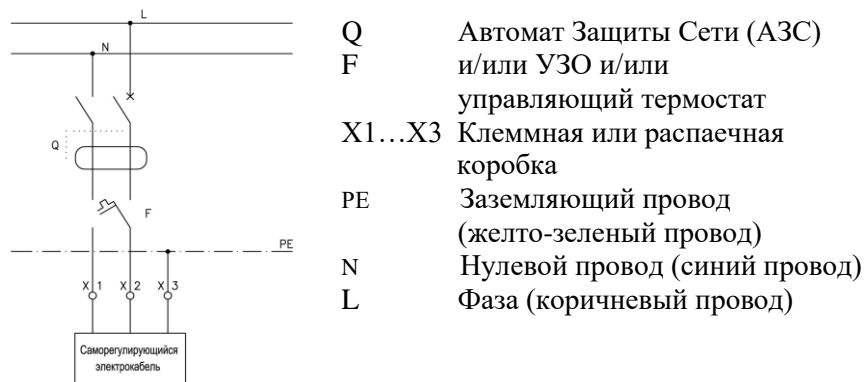 L
N
Q
F
PE
X 1 X 2 X 3
Саморегулирующийся
электрокабель
Q Автомат Защиты Сети (АЗС)
F и/или УЗО и/или
управляющий термостат
X1…X3 Клеммная или распаечная
коробка
PE Заземляющий провод
(желто-зеленый провод)
N Нулевой провод (синий провод)
L Фаза (коричневый провод)